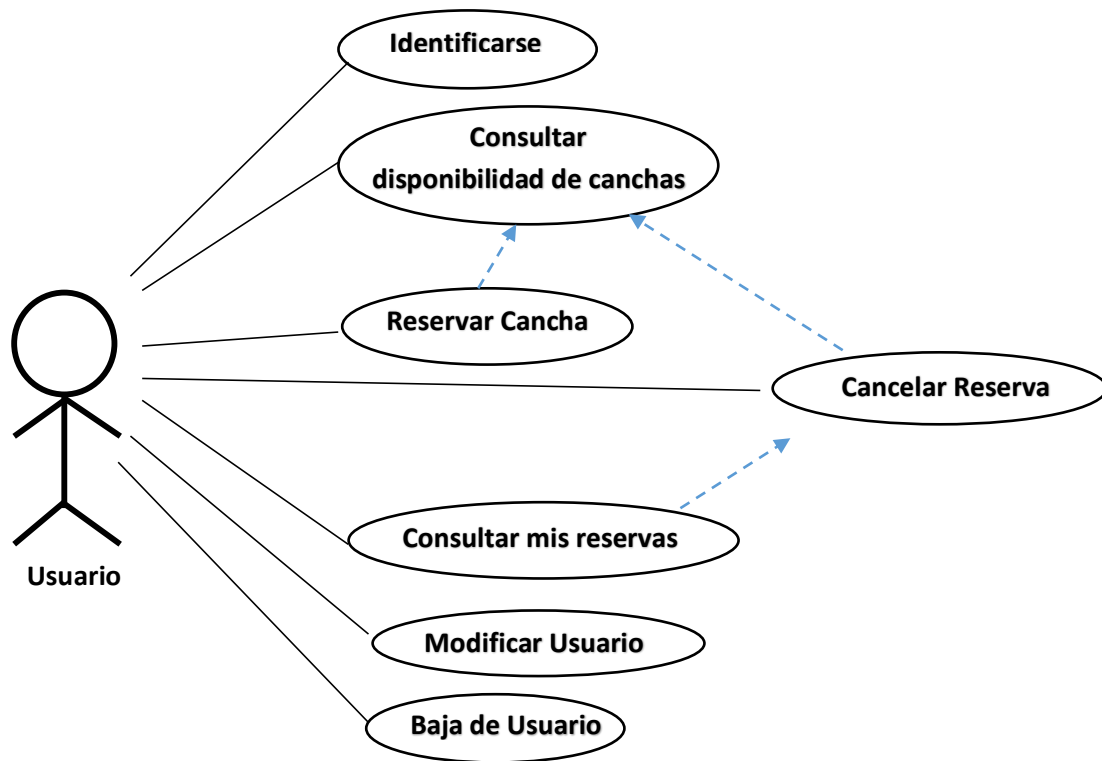 Identificarse
Consultar
disponibilidad de canchas
Reservar Cancha
Cancelar Reserva
Consultar mis reservas
Usuario
Modificar Usuario
Baja de Usuario